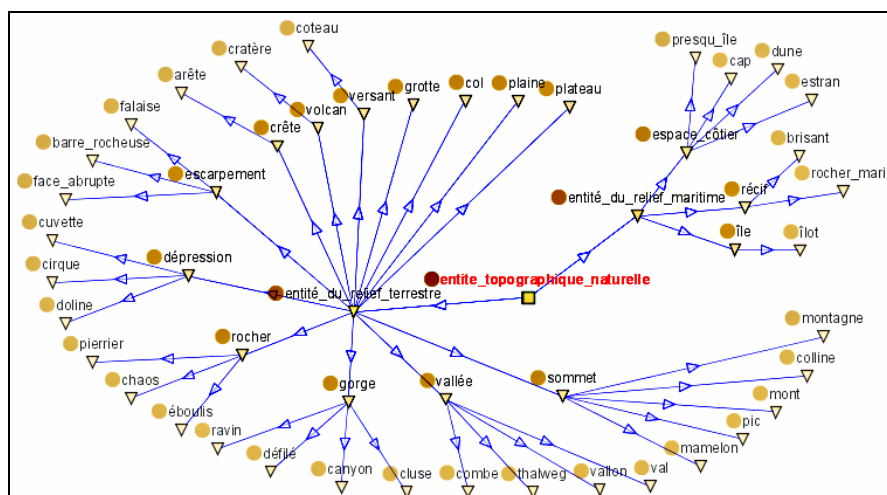 coteau
presqu_île
cratère
cap
dune
arête
versant
grotte
col
plaine
plateau
estran
falaise
volcan
crête
espace_côtier
brisant
barre_rocheuse
escarpement
rocher_mari
face_abrupte
entité_du_relief_maritime
récif
cuvette
île
îlot
dépression
cirque
entité_du_relief_terrestre
entite_topographique_naturelle
doline
montagne
pierrier
rocher
colline
chaos
gorge
vallée
sommet
mont
éboulis
pic
ravin
mamelon
défilé
canyon
cluse
combe
thalweg
vallon
val